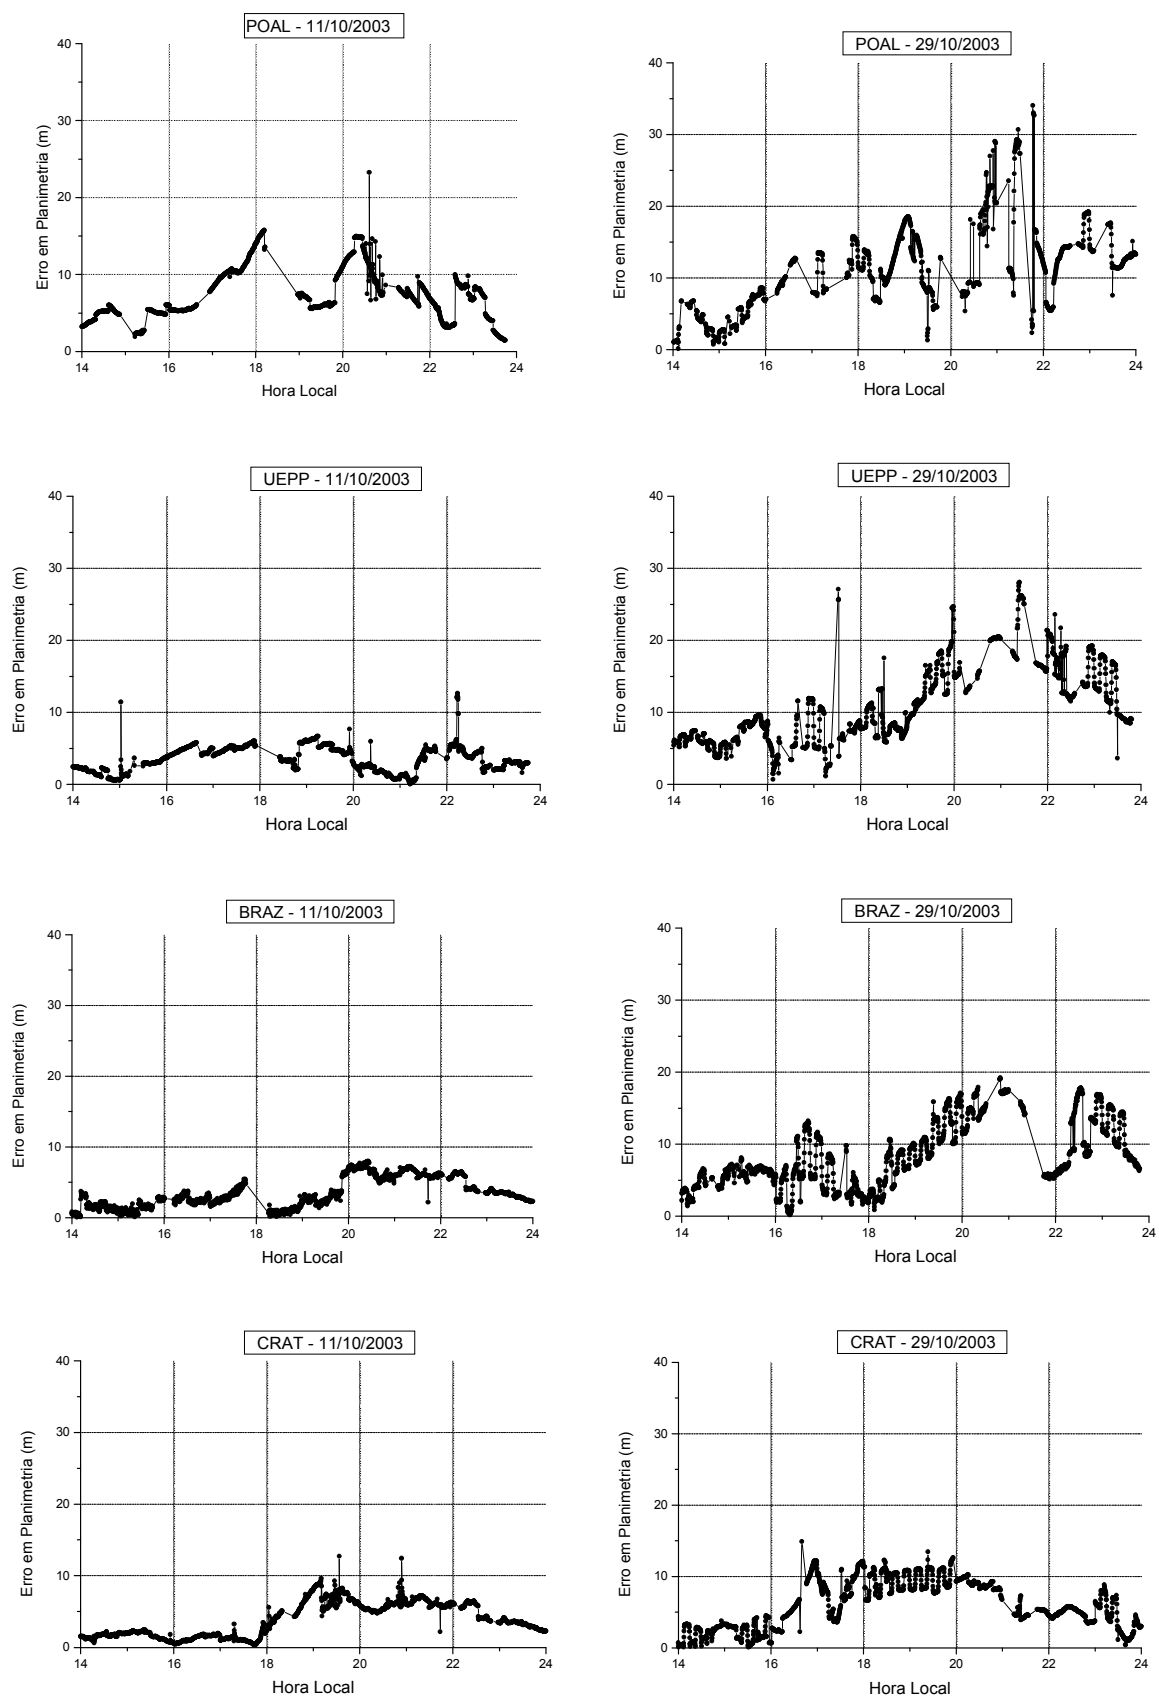 POAL - 11/10/2003
40
30
20
10
0
Erro em Planimetria (m)
14 16 18 20 22 24
Hora Local
POAL - 29/10/2003
40
30
20
10
0
Erro em Planimetria (m)
14 16 18 20 22 24
Hora Local
UEPP - 11/10/2003
40
30
20
10
0
Erro em Planimetria (m)
14 16 18 20 22 24
Hora Local
UEPP - 29/10/2003
40
30
20
10
0
Erro em Planimetria (m)
14 16 18 20 22 24
Hora Local
BRAZ - 11/10/2003
40
30
20
10
0
Erro em Planimetria (m)
14 16 18 20 22 24
Hora Local
BRAZ - 29/10/2003
40
30
20
10
0
Erro em Planimetria (m)
14 16 18 20 22 24
Hora Local
CRAT - 11/10/2003
40
30
20
10
0
Erro em Planimetria (m)
14 16 18 20 22 24
Hora Local
CRAT - 29/10/2003
40
30
20
10
0
Erro em Planimetria (m)
14 16 18 20 22 24
Hora Local